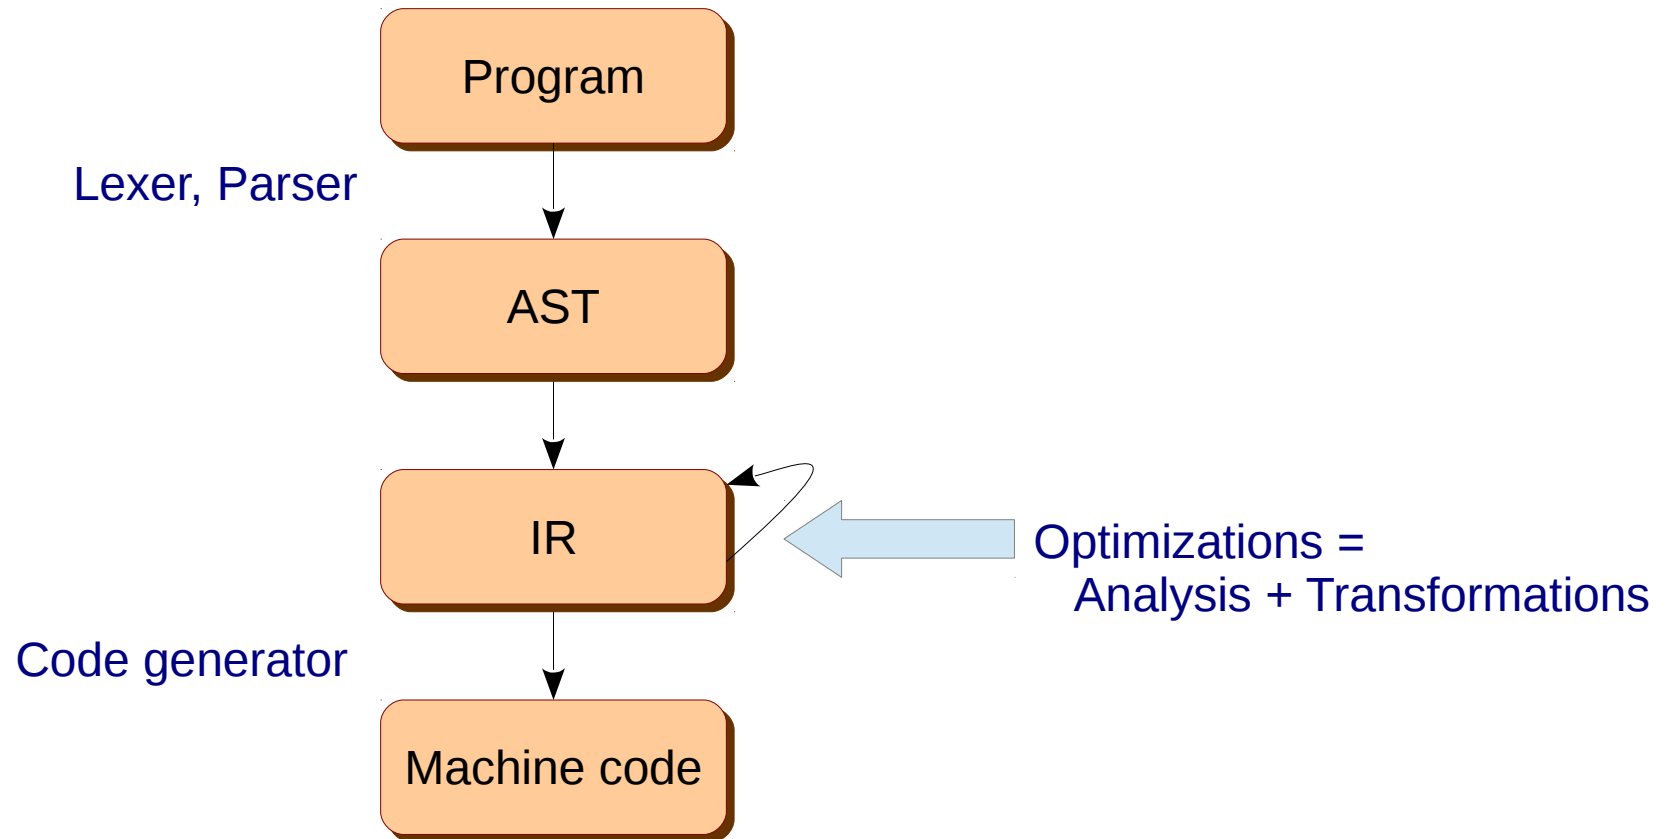 Program
Lexer, Parser
AST
IR
Optimizations =
Analysis + Transformations
Code generator
Machine code